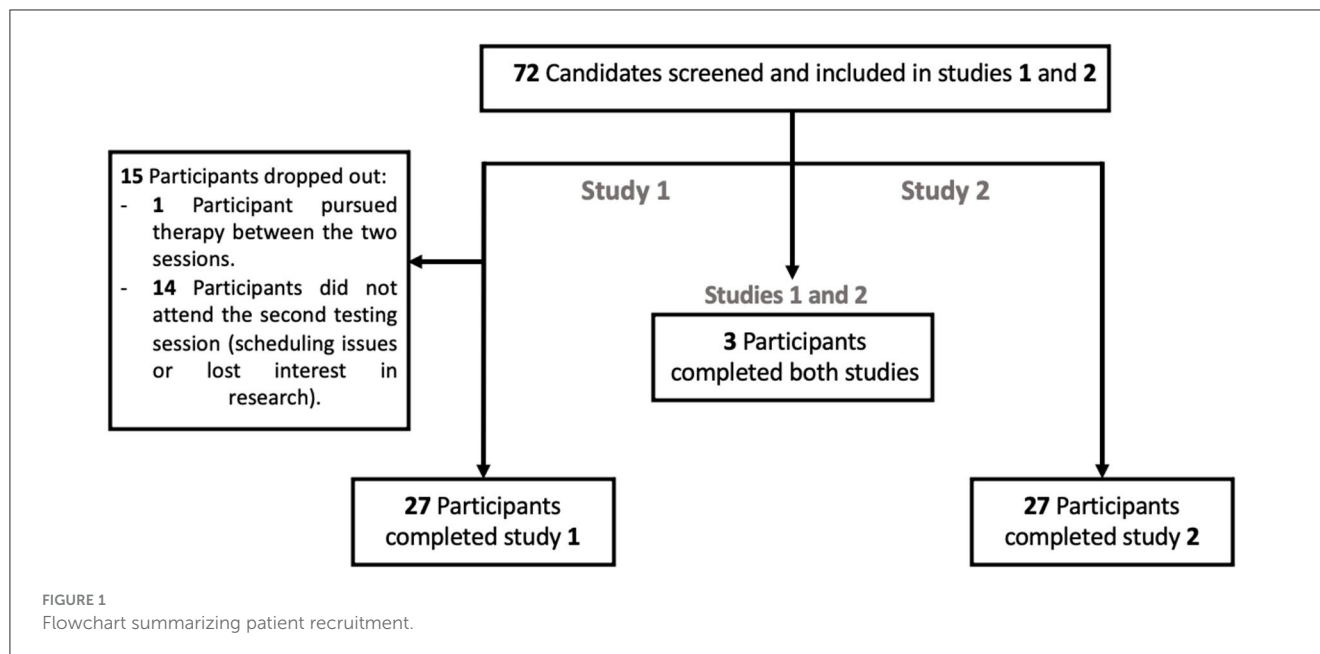 72 Candidates screened and included in studies 1 and 2
15 Participants dropped out:
- 1 Participant pursued
therapy between the two
sessions.
- 14 Participants did not
attend the second testing
session (scheduling issues
or lost interest in
research).
Study 1
Study 2
Studies 1 and 2
3 Participants
completed both studies
27 Participants
completed study 1
27 Participants
completed study 2
FIGURE 1
Flowchart summarizing patient recruitment.